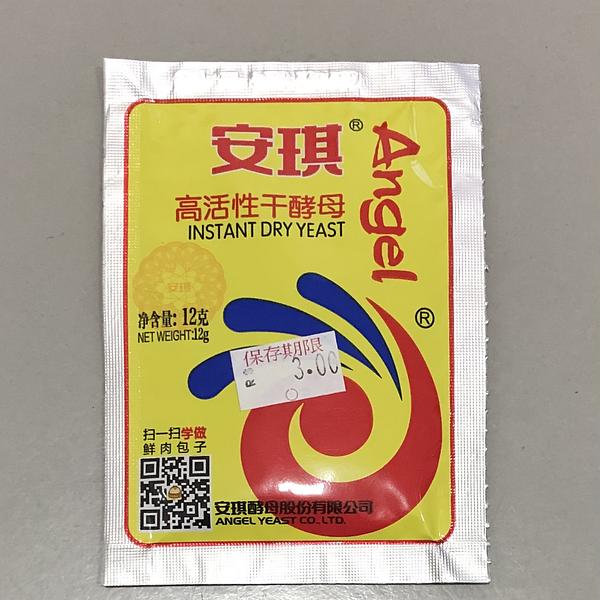 安琪®
Angel®
高活性干酵母
INSTANT DRY YEAST
安琪
净含量: 12克
NET WEIGHT:12g
保存期限
R 3.00
扫一扫学做
鲜肉包子
安琪酵母股份有限公司
ANGEL YEAST CO., LTD.